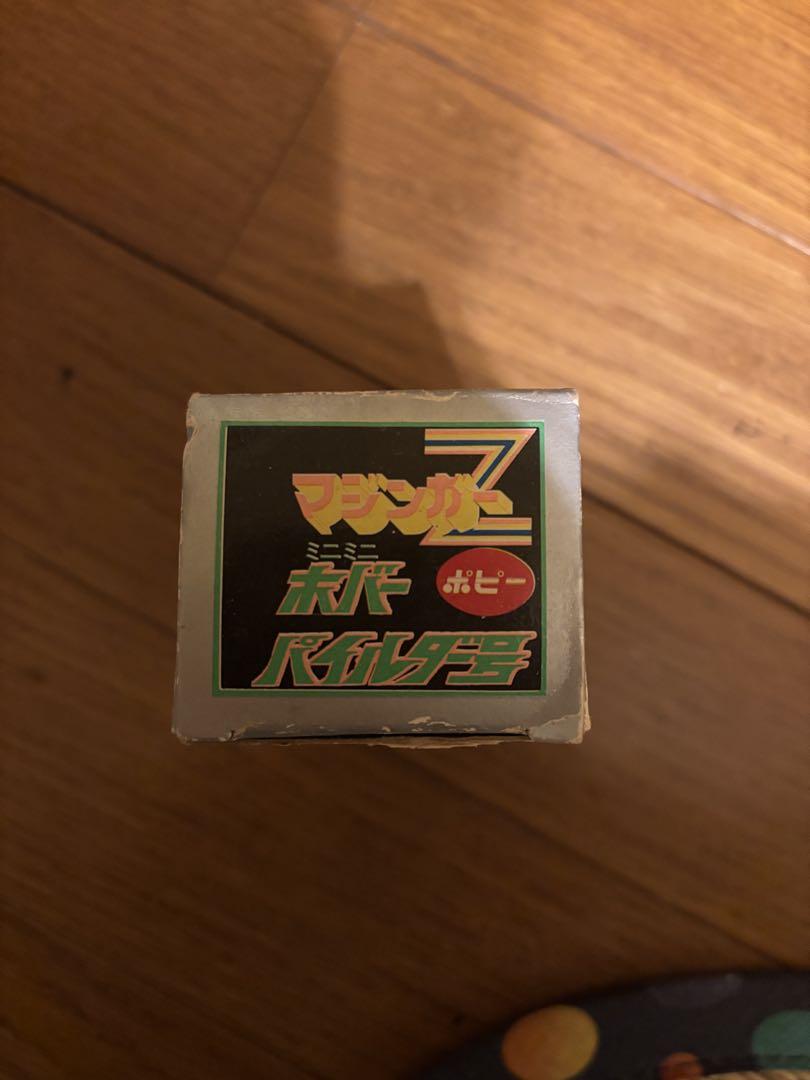 マジンガー Z
ミニミニ
ホバー
ポピー
パイルダー号